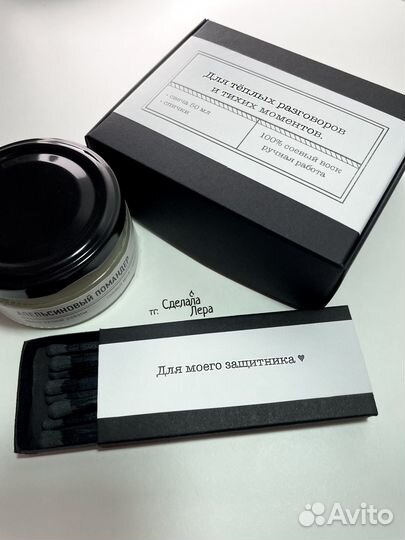 Для тёплых разговоров
и тихих моментов.
• свеча 50 мл
• спички
100% соевый воск
ручная работа
АПЕЛЬСИНОВЫЙ ПОМАНДЕР
тг: Сделала
Лера
Для моего защитника ♥
Avito